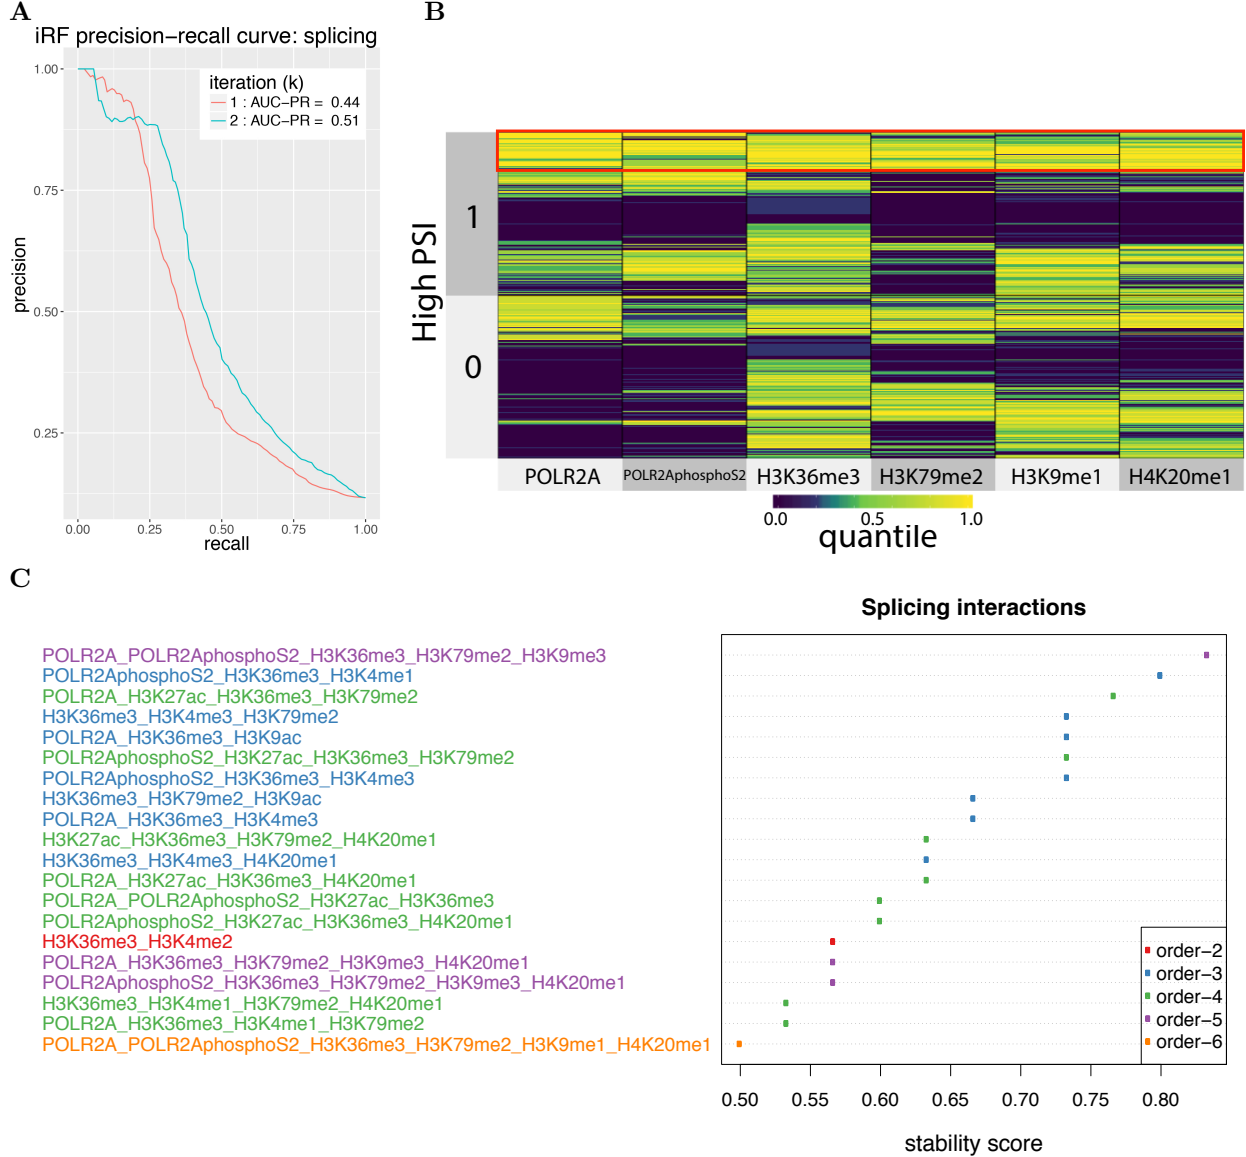 A
iRF precision−recall curve: splicing
iteration (k)
1 : AUC−PR = 0.44
2 : AUC−PR = 0.51
1.00
0.75
0.50
0.25
precision
0.00 0.25 0.50 0.75 1.00
recall
B
High PSI
1
0
POLR2A POLR2AphosphoS2 H3K36me3 H3K79me2 H3K9me1 H4K20me1
0.0 0.5 1.0
quantile
C
Splicing interactions
POLR2A_POLR2AphosphoS2_H3K36me3_H3K79me2_H3K9me3
POLR2AphosphoS2_H3K36me3_H3K4me1
POLR2A_H3K27ac_H3K36me3_H3K79me2
H3K36me3_H3K4me3_H3K79me2
POLR2A_H3K36me3_H3K9ac
POLR2AphosphoS2_H3K27ac_H3K36me3_H3K79me2
POLR2AphosphoS2_H3K36me3_H3K4me3
H3K36me3_H3K79me2_H3K9ac
POLR2A_H3K36me3_H3K4me3
H3K27ac_H3K36me3_H3K79me2_H4K20me1
H3K36me3_H3K4me3_H4K20me1
POLR2A_H3K27ac_H3K36me3_H4K20me1
POLR2A_POLR2AphosphoS2_H3K27ac_H3K36me3
POLR2AphosphoS2_H3K27ac_H3K36me3_H4K20me1
H3K36me3_H3K4me2
POLR2A_H3K36me3_H3K79me2_H3K9me3_H4K20me1
POLR2AphosphoS2_H3K36me3_H3K79me2_H3K9me3_H4K20me1
H3K36me3_H3K4me1_H3K79me2_H4K20me1
POLR2A_H3K36me3_H3K4me1_H3K79me2
POLR2A_POLR2AphosphoS2_H3K36me3_H3K79me2_H3K9me1_H4K20me1
order−2
order−3
order−4
order−5
order−6
0.50 0.55 0.60 0.65 0.70 0.75 0.80
stability score